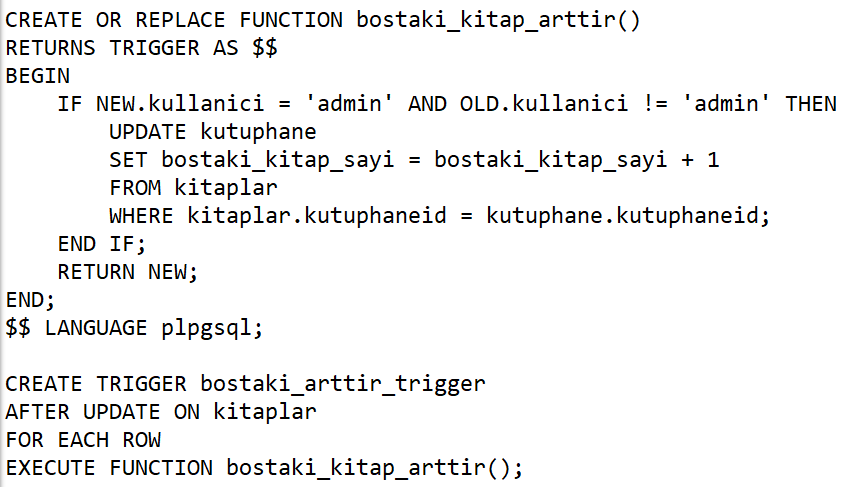 CREATE OR REPLACE FUNCTION bostaki_kitap_arttir()
RETURNS TRIGGER AS $$
BEGIN
    IF NEW.kullanici = 'admin' AND OLD.kullanici != 'admin' THEN
        UPDATE kutuphane
        SET bostaki_kitap_sayi = bostaki_kitap_sayi + 1
        FROM kitaplar
        WHERE kitaplar.kutuphaneid = kutuphane.kutuphaneid;
    END IF;
    RETURN NEW;
END;
$$ LANGUAGE plpgsql;

CREATE TRIGGER bostaki_arttir_trigger
AFTER UPDATE ON kitaplar
FOR EACH ROW
EXECUTE FUNCTION bostaki_kitap_arttir();